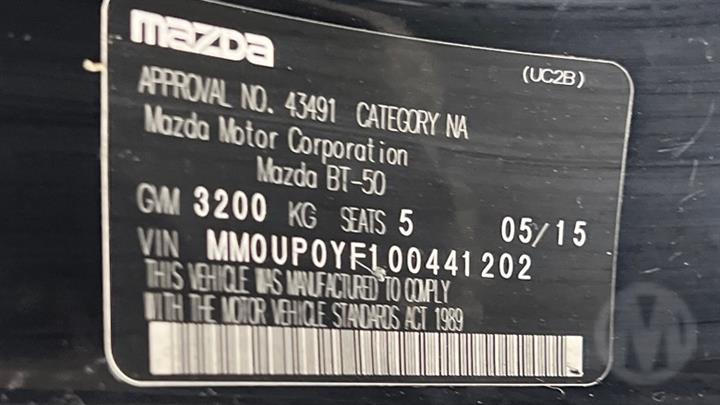 mazda
(UC2B)
APPROVAL NO. 43491 CATEGORY NA
Mazda Motor Corporation
Mazda BT-50
GVM 3200 KG SEATS 5 05/15
VIN MM0UP0YF100441202
THIS VEHICLE WAS MANUFACTURED TO COMPLY
WITH THE MOTOR VEHICLE STANDARDS ACT 1989
M